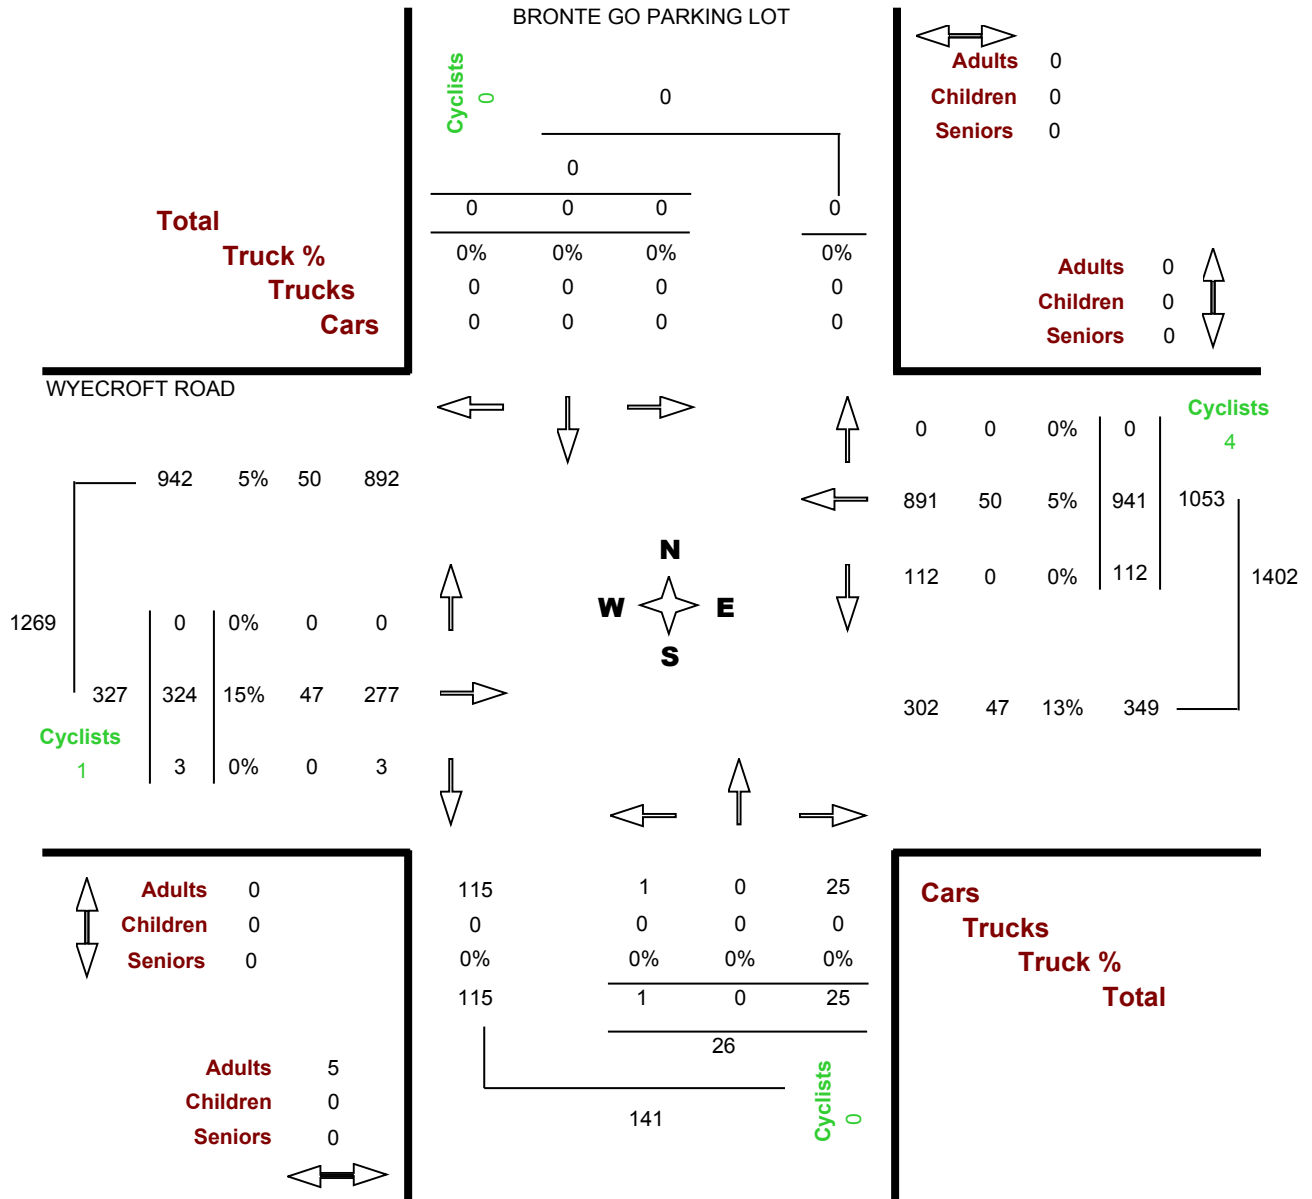 BRONTE GO PARKING LOT
Adults 0
Children 0
Seniors 0
Cyclists
0
0
0
0 0 0 0
Total
0% 0% 0% 0%
Truck %
0 0 0 0
Trucks
0 0 0 0
Cars
Adults 0
Children 0
Seniors 0
WYECROFT ROAD
Cyclists
4
0 0 0% 0
942 5% 50 892
891 50 5% 941 1053
N
W E
S
112 0 0% 112
1402
1269
0 0% 0 0
327 324 15% 47 277
302 47 13% 349
Cyclists
1
3 0% 0 3
Adults 0
Children 0
Seniors 0
115 1 0 25
0 0 0 0
0% 0% 0% 0%
115 1 0 25
26
Cars
Trucks
Truck %
Total
Adults 5
Children 0
Seniors 0
141
Cyclists
0